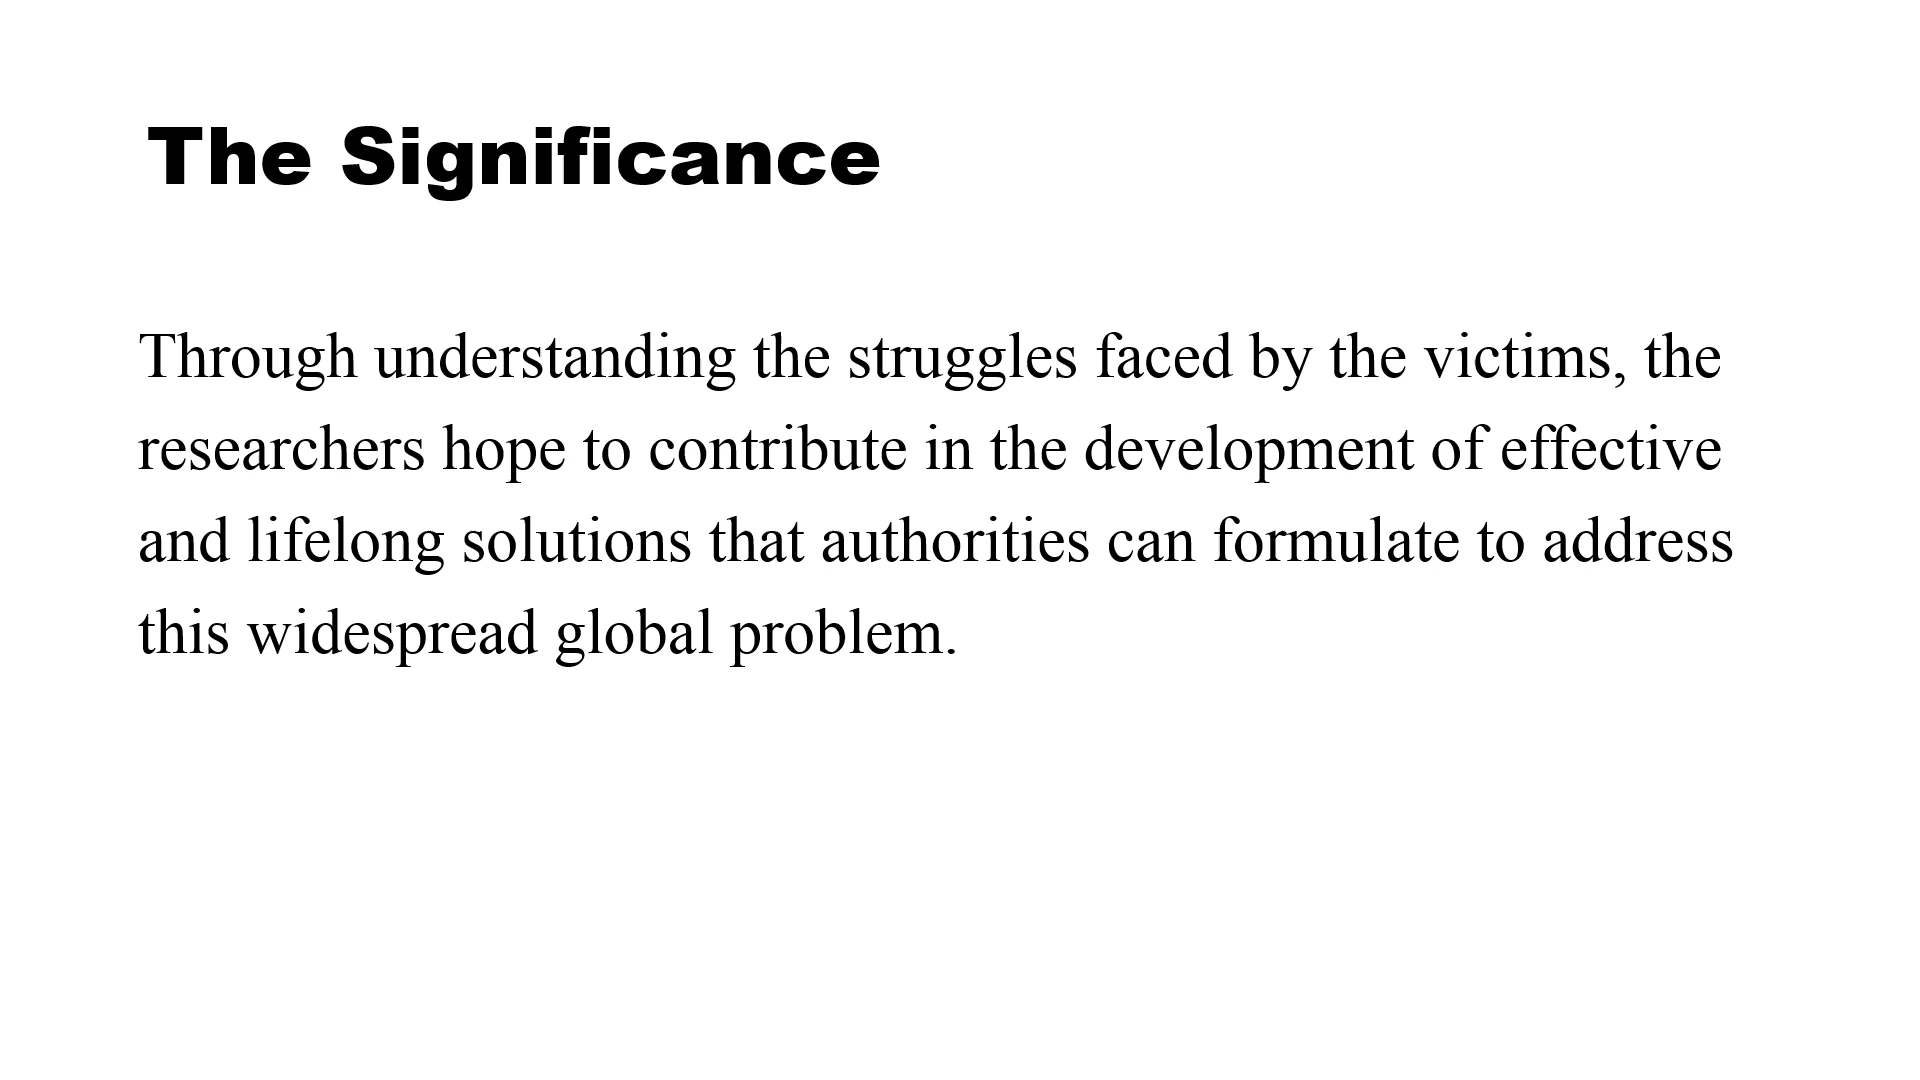 The Significance
Through understanding the struggles faced by the victims, the
researchers hope to contribute in the development of effective
and lifelong solutions that authorities can formulate to address
this widespread global problem.